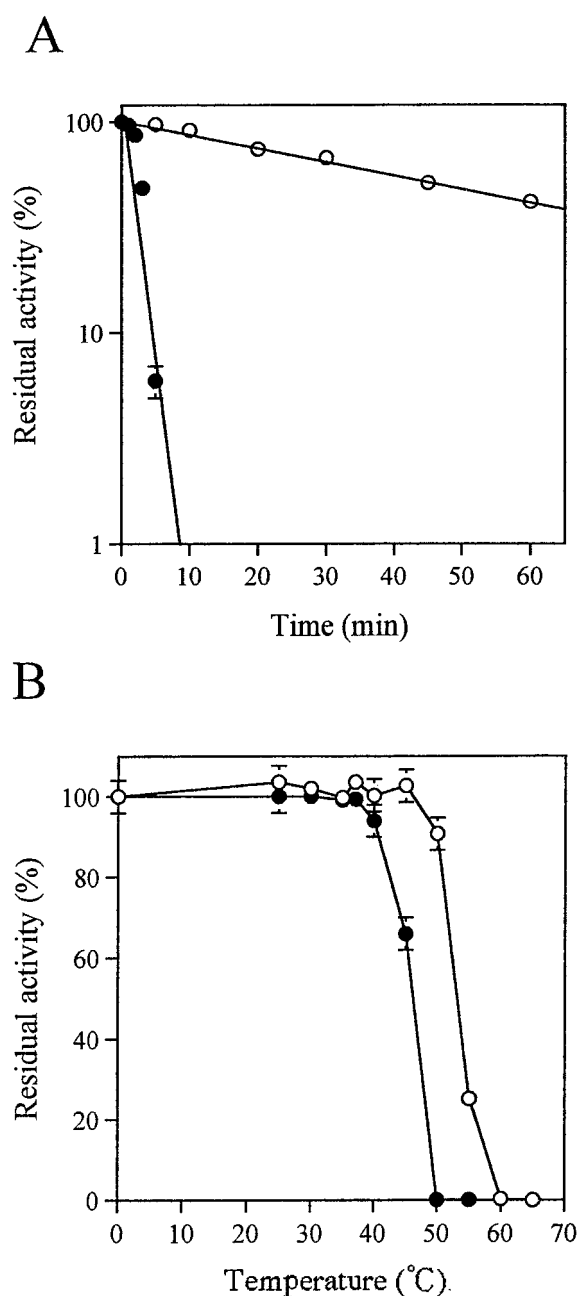 A
100
10
1
Residual activity (%)
0 10 20 30 40 50 60
Time (min)
B
100
80
60
40
20
0
Residual activity (%)
0 10 20 30 40 50 60 70
Temperature (°C).